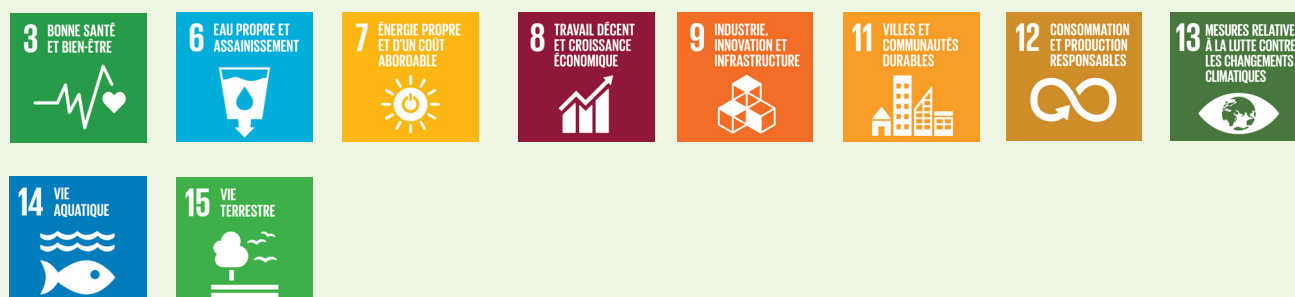 3 BONNE SANTÉ
ET BIEN-ÊTRE
6 EAU PROPRE ET
ASSAINISSEMENT
7 ÉNERGIE PROPRE
ET D'UN COÛT
ABORDABLE
8 TRAVAIL DÉCENT
ET CROISSANCE
ÉCONOMIQUE
9 INDUSTRIE,
INNOVATION ET
INFRASTRUCTURE
11 VILLES ET
COMMUNAUTÉS
DURABLES
12 CONSOMMATION
ET PRODUCTION
RESPONSABLES
13 MESURES RELATIVE
À LA LUTTE CONTRE
LES CHANGEMENTS
CLIMATIQUES
14 VIE
AQUATIQUE
15 VIE
TERRESTRE